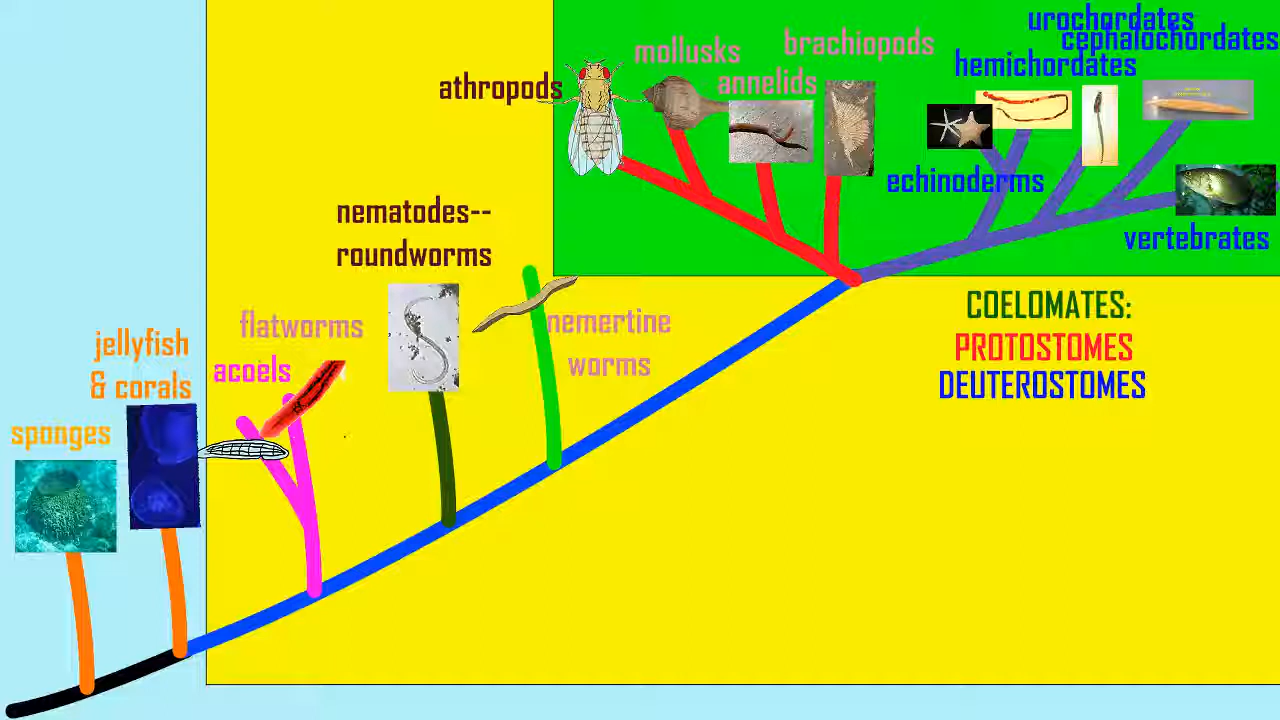 urochordates
cephalochordates
hemichordates
brachiopods
mollusks
annelids
athropods
echinoderms
vertebrates
nematodes--
roundworms
COELOMATES:
PROTOSTOMES
DEUTEROSTOMES
nemertine
worms
flatworms
acoels
jellyfish
& corals
sponges